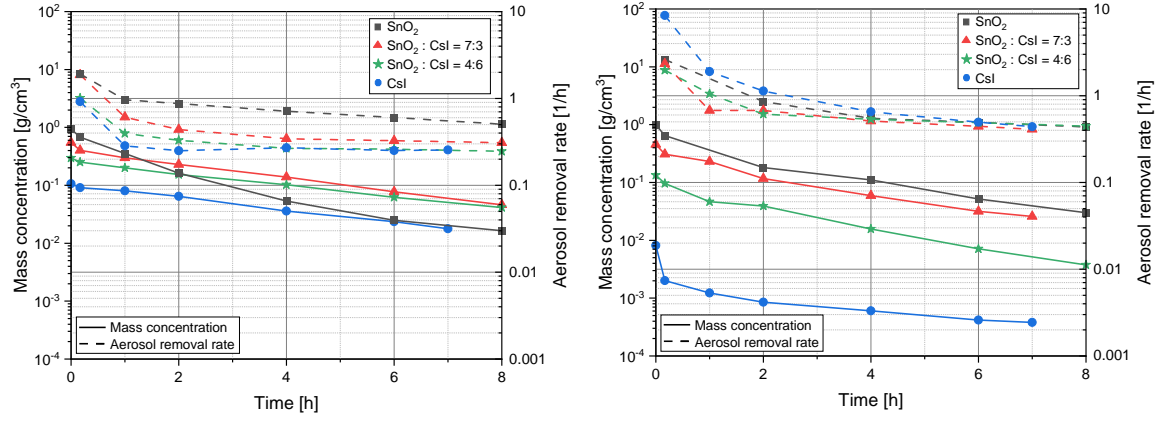 10²
10¹
10⁰
10⁻¹
10⁻²
10⁻³
10⁻⁴
Mass concentration [g/cm³]
SnO₂
SnO₂ : CsI = 7:3
SnO₂ : CsI = 4:6
CsI
Mass concentration
Aerosol removal rate
10
1
0.1
0.01
0.001
Aerosol removal rate [1/h]
0 2 4 6 8
Time [h]
10²
10¹
10⁰
10⁻¹
10⁻²
10⁻³
10⁻⁴
Mass concentration [g/cm³]
SnO₂
SnO₂ : CsI = 7:3
SnO₂ : CsI = 4:6
CsI
Mass concentration
Aerosol removal rate
10
1
0.1
0.01
0.001
Aerosol removal rate [1/h]
0 2 4 6 8
Time [h]